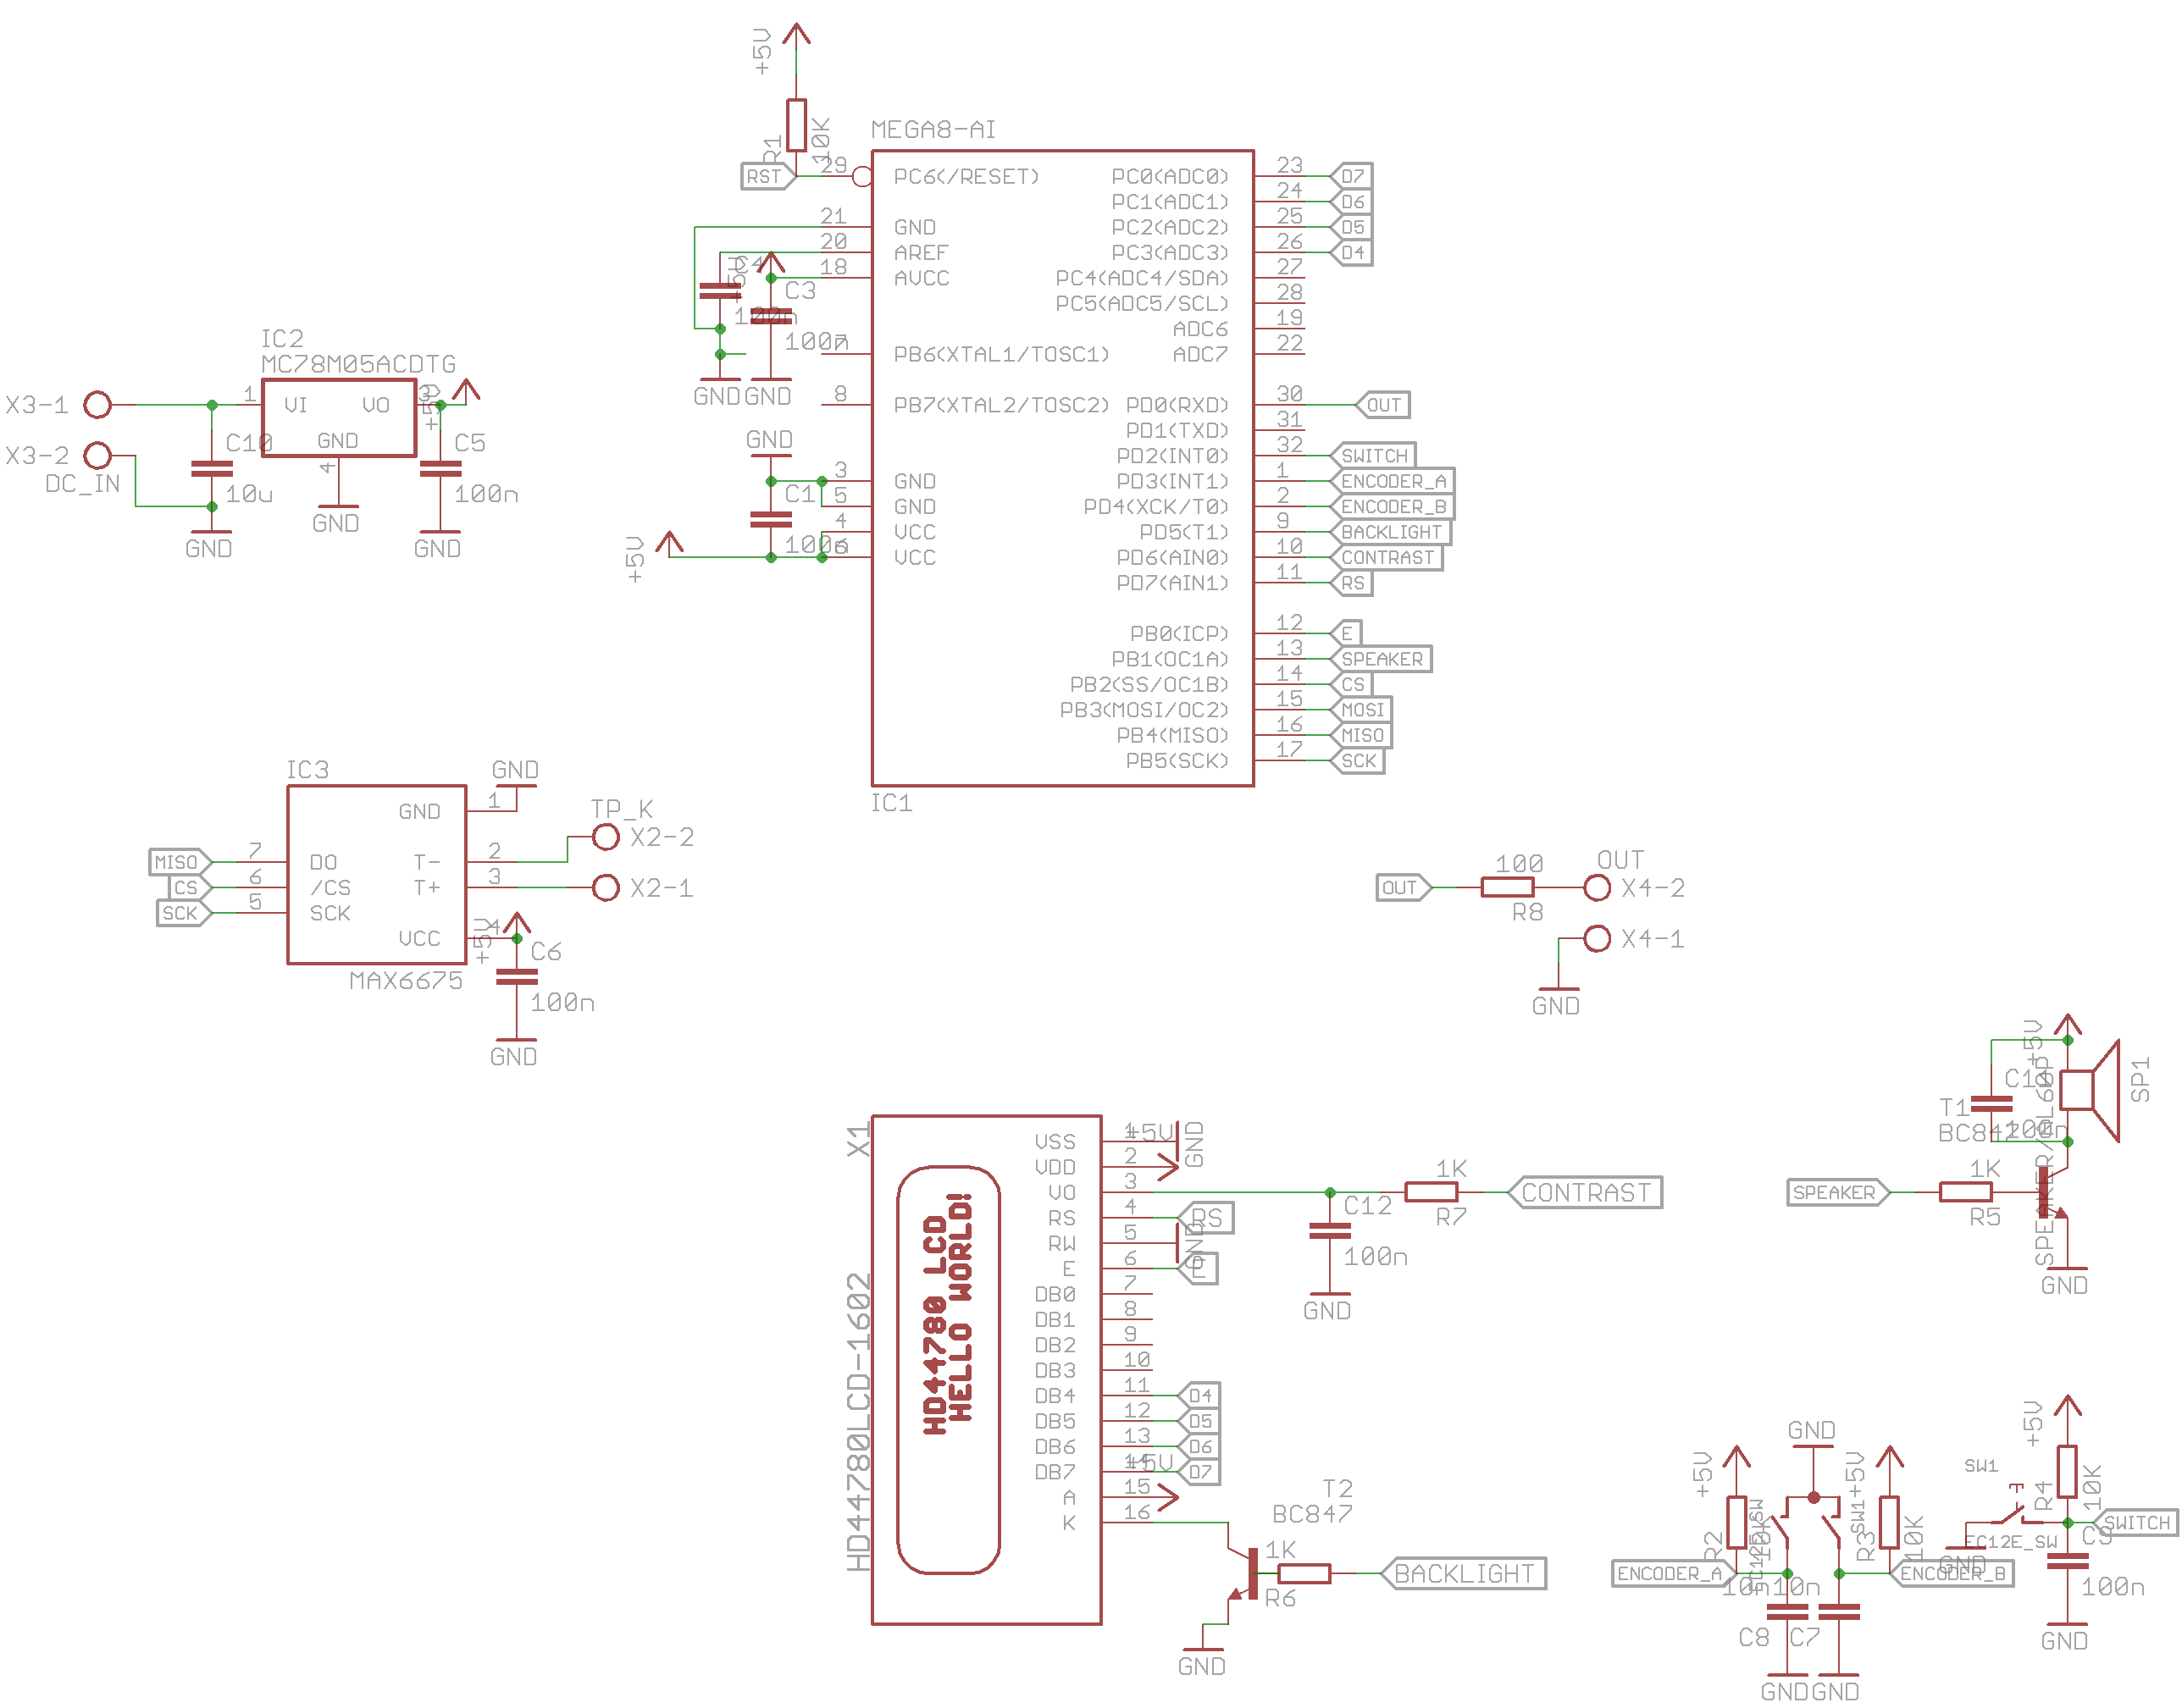 +5V
R1
10K
RST
MEGA8-AI
29 PC6(/RESET)
21 GND
20 AREF
18 AVCC
7 PB6(XTAL1/TOSC1)
8 PB7(XTAL2/TOSC2)
3 GND
5 GND
4 VCC
6 VCC
PC0(ADC0) 23 D7
PC1(ADC1) 24 D6
PC2(ADC2) 25 D5
PC3(ADC3) 26 D4
PC4(ADC4/SDA) 27
PC5(ADC5/SCL) 28
ADC6 19
ADC7 22
PD0(RXD) 30 OUT
PD1(TXD) 31
PD2(INT0) 32 SWITCH
PD3(INT1) 1 ENCODER_A
PD4(XCK/T0) 2 ENCODER_B
PD5(T1) 9 BACKLIGHT
PD6(AIN0) 10 CONTRAST
PD7(AIN1) 11 RS
PB0(ICP) 12 E
PB1(OC1A) 13 SPEAKER
PB2(SS/OC1B) 14 CS
PB3(MOSI/OC2) 15 MOSI
PB4(MISO) 16 MISO
PB5(SCK) 17 SCK
IC1
C4
+5V
100n
C3
100n
GND
GND
GND
C1
100n
+5V
IC2
MC78M05ACDTG
X3-1
X3-2
DC_IN
1 VI
VO 3
GND
4
+5V
C10
10u
C5
100n
GND
GND
GND
IC3
GND
GND 1
T- 2
T+ 3
VCC 4
MISO 7 DO
CS 6 /CS
SCK 5 SCK
MAX6675
TP_K
X2-2
X2-1
+5V
C6
100n
GND
OUT
100
R8
OUT
X4-2
X4-1
GND
+5V
SP1
SPEAKER/AL60P
C11
100n
T1
BC847
SPEAKER
1K
R5
GND
X1
HD44780LCD-1602
HD44780 LCD
HELLO WORLD!
VSS 1 GND
VDD 2 +5V
VO 3
RS 4 RS
RW 5 GND
E 6 E
DB0 7
DB1 8
DB2 9
DB3 10
DB4 11 D4
DB5 12 D5
DB6 13 D6
DB7 14 D7
A 15 +5V
K 16
C12
100n
GND
1K
R7
CONTRAST
T2
BC847
1K
R6
BACKLIGHT
GND
GND
+5V
R2
10K
+5V
R3
10K
SW1
ENCODER_A
ENCODER_B
10n
10n
C8
C7
GND
GND
SW1
EC12E_SW
GND
+5V
R4
10K
SWITCH
C9
100n
GND